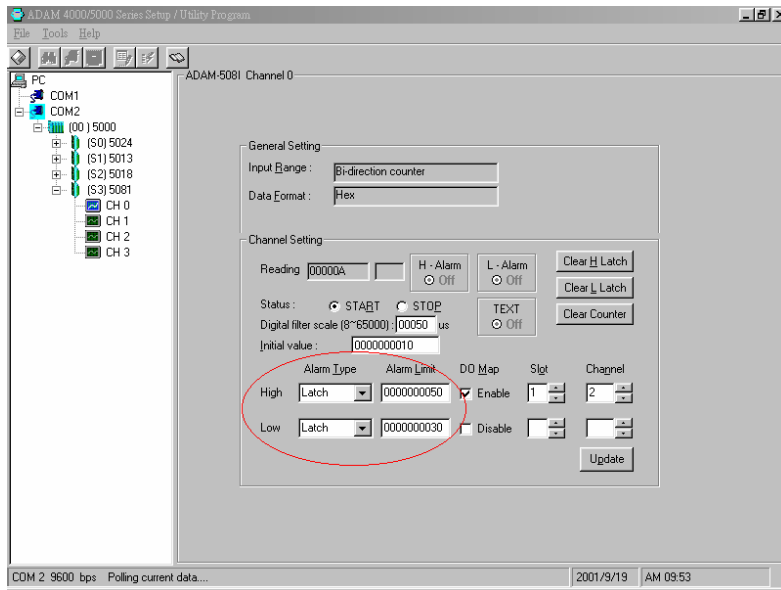 ADAM 4000/5000 Series Setup / Utility Program
File Tools Help
PC
COM1
COM2
(00 ) 5000
(S0) 5024
(S1) 5013
(S2) 5018
(S3) 5081
CH 0
CH 1
CH 2
CH 3
ADAM-5081 Channel 0
General Setting
Input Range : Bi-direction counter
Data Format : Hex
Channel Setting
Reading 00000A
H - Alarm
Off
L - Alarm
Off
Clear H Latch
Clear L Latch
Clear Counter
Status : START STOP
TEXT
Off
Digital filter scale (8~65000) : 00050 us
Initial value : 0000000010
Alarm Type Alarm Limit DO Map Slot Channel
High Latch 0000000050 Enable 1 2
Low Latch 0000000030 Disable
Update
COM 2 9600 bps Polling current data.... 2001/9/19 AM 09:53